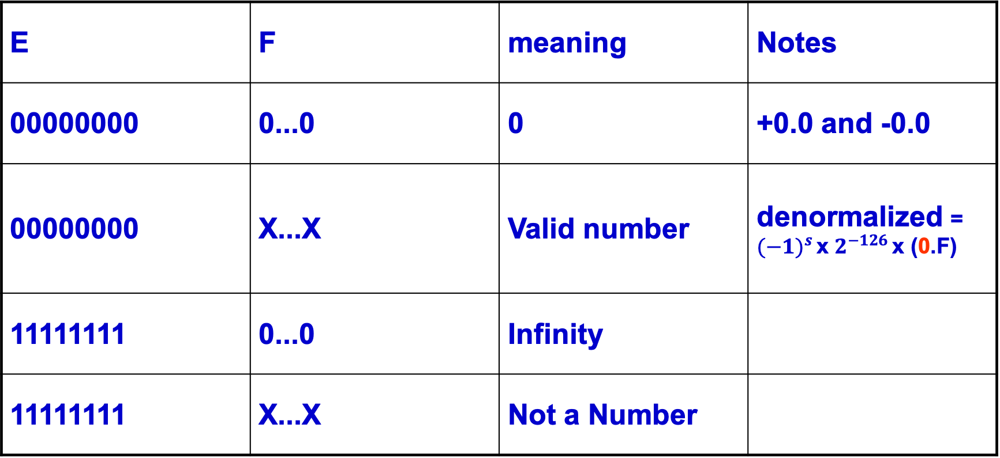 E F meaning Notes
00000000 0...0 0 +0.0 and -0.0
00000000 X...X Valid number denormalized =
(−1)^s x 2^−126 x (0.F)
11111111 0...0 Infinity
11111111 X...X Not a Number